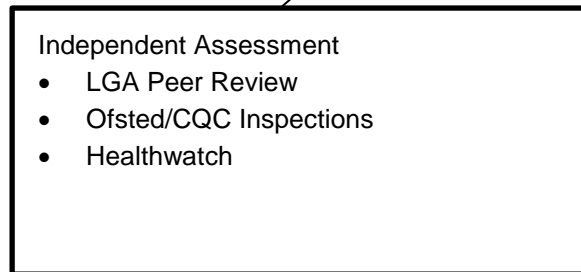 Independent Assessment
• LGA Peer Review
• Ofsted/CQC Inspections
• Healthwatch